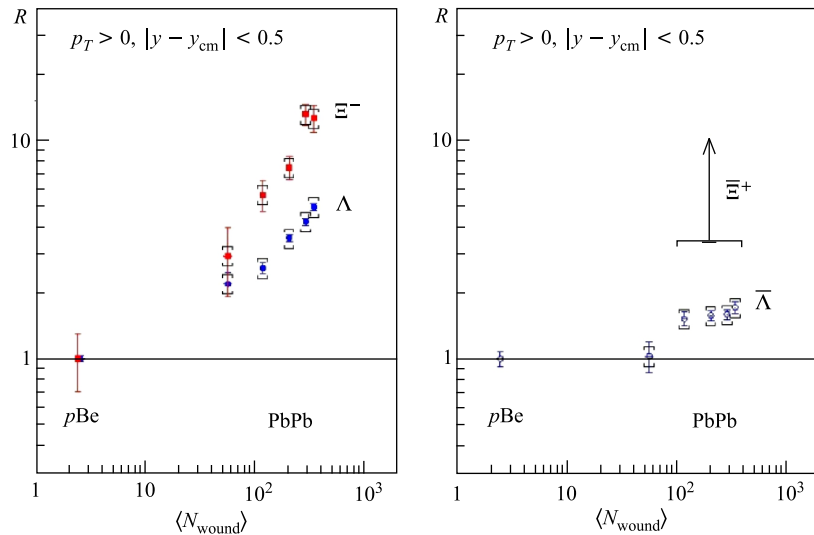 R
p_T > 0, |y − y_cm| < 0.5
10
1
Ξ⁻
Λ
pBe
PbPb
1 10 10² 10³
⟨N_wound⟩
R
p_T > 0, |y − y_cm| < 0.5
10
1
Ξ̅⁺
Λ̅
pBe
PbPb
1 10 10² 10³
⟨N_wound⟩